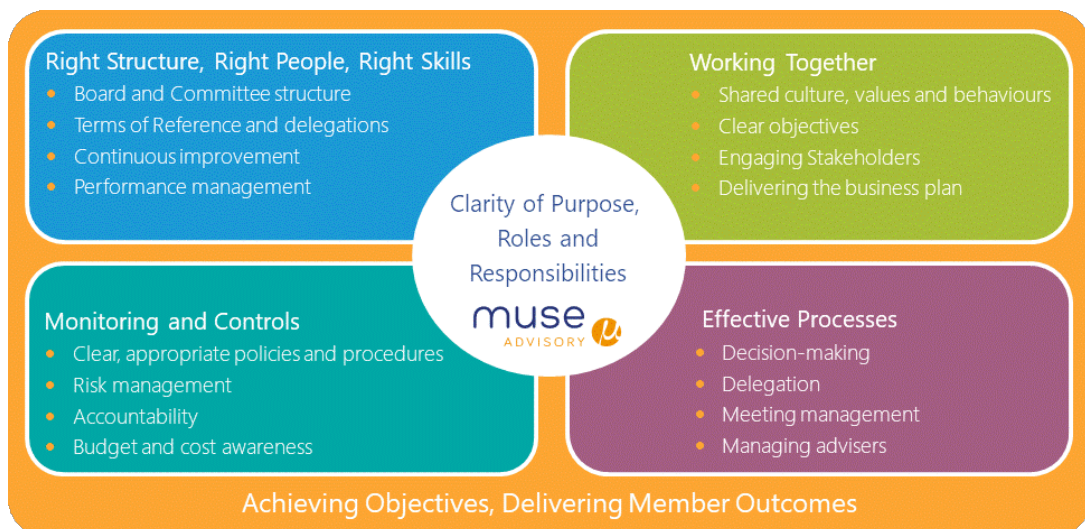 Right Structure, Right People, Right Skills
• Board and Committee structure
• Terms of Reference and delegations
• Continuous improvement
• Performance management
Working Together
• Shared culture, values and behaviours
• Clear objectives
• Engaging Stakeholders
• Delivering the business plan
Clarity of Purpose,
Roles and
Responsibilities
muse μ
ADVISORY
Monitoring and Controls
• Clear, appropriate policies and procedures
• Risk management
• Accountability
• Budget and cost awareness
Effective Processes
• Decision-making
• Delegation
• Meeting management
• Managing advisers
Achieving Objectives, Delivering Member Outcomes